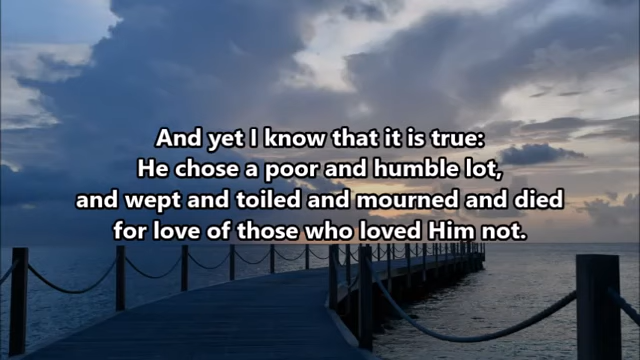 And yet I know that it is true:
He chose a poor and humble lot,
and wept and toiled and mourned and died
for love of those who loved Him not.